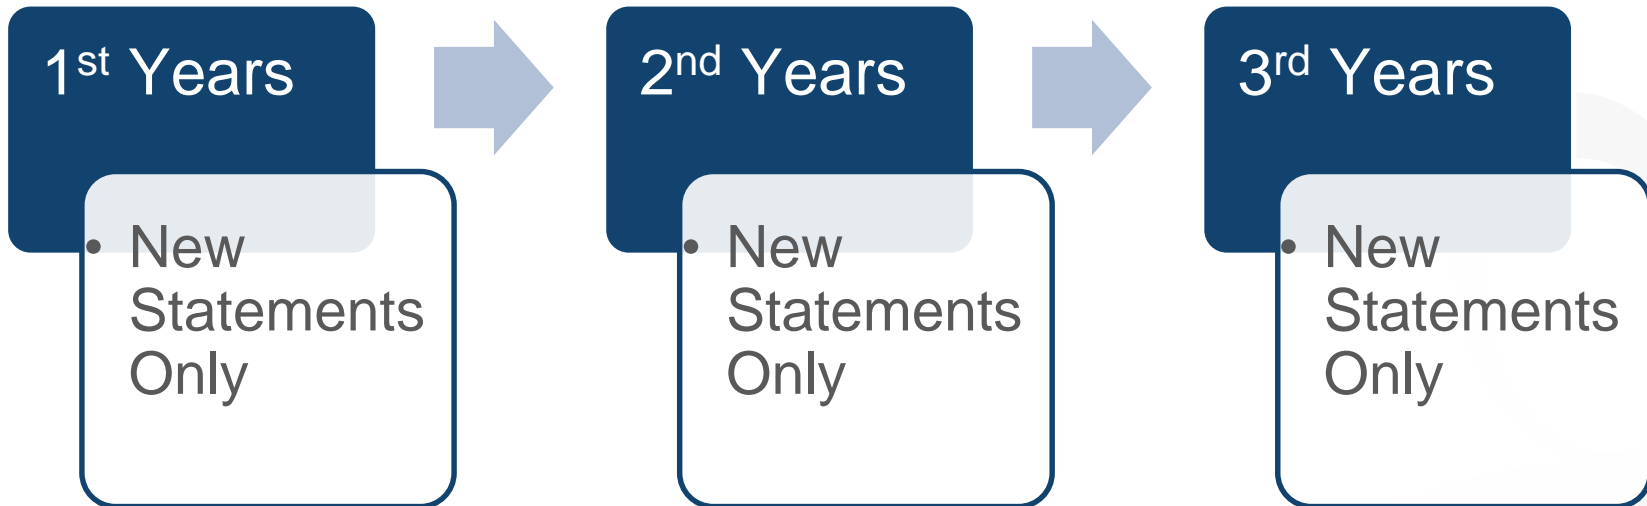 1st Years
• New
Statements
Only
2nd Years
• New
Statements
Only
3rd Years
• New
Statements
Only